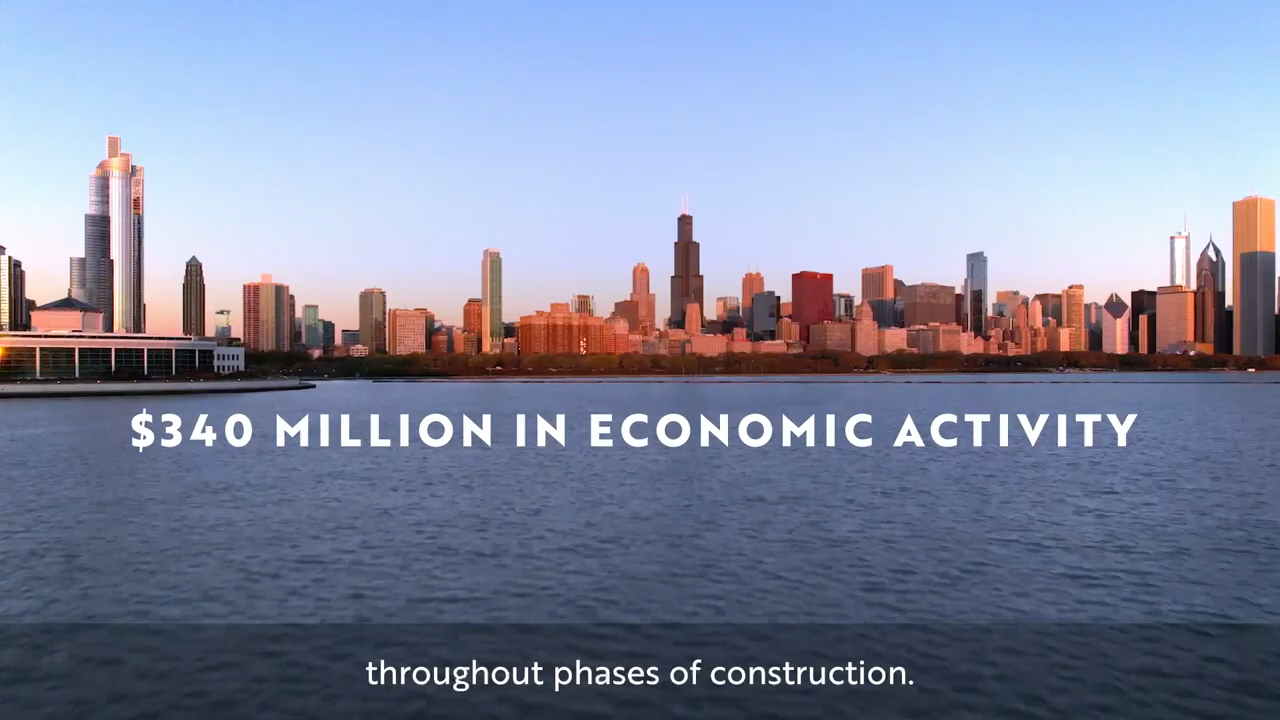 $340 MILLION IN ECONOMIC ACTIVITY
throughout phases of construction.